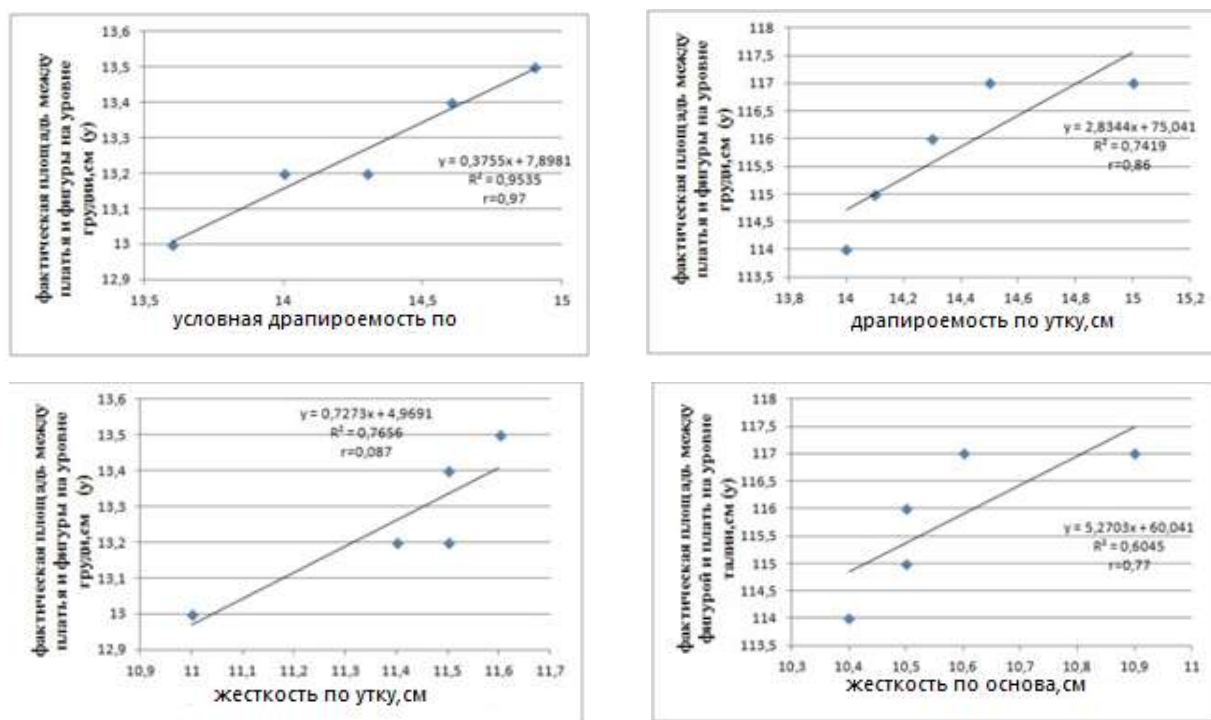 фактическая площадь между
платья и фигуры на уровне
груди,см (у)
13,6
13,5
13,4
13,3
13,2
13,1
13
12,9
y = 0,3755x + 7,8981
R² = 0,9535
r=0,97
13,5 14 14,5 15
условная драпироемость по
фактическая площадь между
платья и фигуры на уровне
груди,см (у)
118
117,5
117
116,5
116
115,5
115
114,5
114
113,5
y = 2,8344x + 75,041
R² = 0,7419
r=0,86
13,8 14 14,2 14,4 14,6 14,8 15 15,2
драпироемость по утку,см
фактическая площадь между
платья и фигуры на уровне
груди,см (у)
13,6
13,5
13,4
13,3
13,2
13,1
13
12,9
y = 0,7273x + 4,9691
R² = 0,7656
r=0,087
10,9 11 11,1 11,2 11,3 11,4 11,5 11,6 11,7
жесткость по утку,см
фактическая площадь между
фигурой и плать на уровне
талии,см (у)
118
117,5
117
116,5
116
115,5
115
114,5
114
113,5
y = 5,2703x + 60,041
R² = 0,6045
r=0,77
10,3 10,4 10,5 10,6 10,7 10,8 10,9 11
жесткость по основа,см